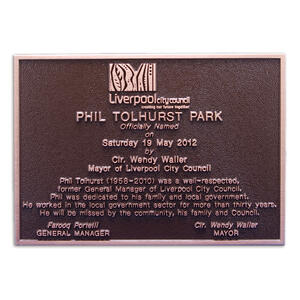 Liverpool city council
creating our future together
PHIL TOLHURST PARK
Officially Named
on
Saturday 19 May 2012
by
Clr. Wendy Waller
Mayor of Liverpool City Council
Phil Tolhurst (1958-2010) was a well-respected,
former General Manager of Liverpool City Council.
Phil was dedicated to his family and local government.
He worked in the local government sector for more than thirty years.
He will be missed by the community, his family and Council.
Farooq Portelli Clr. Wendy Waller
GENERAL MANAGER MAYOR